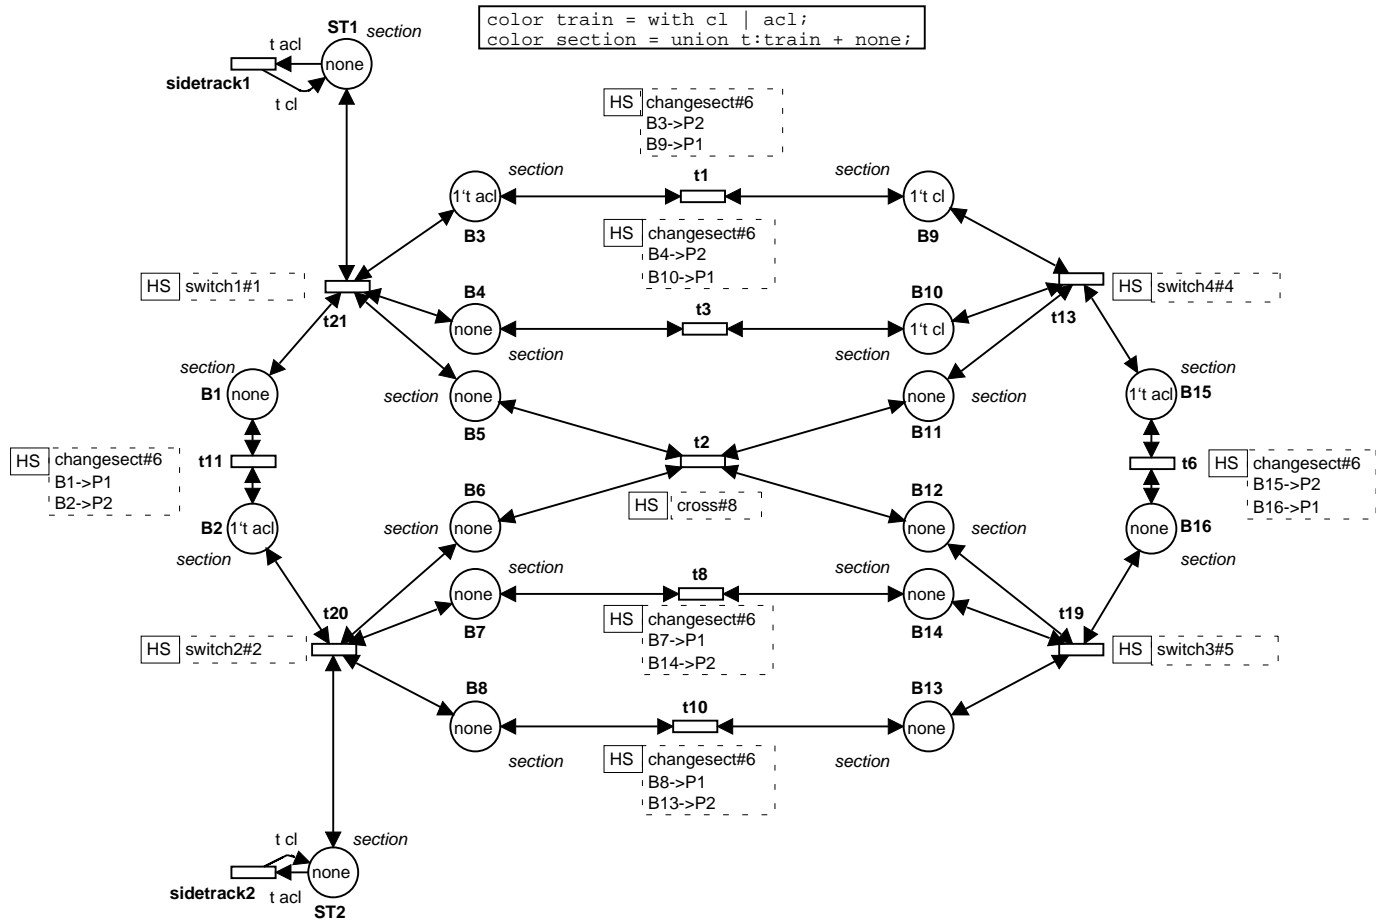 color train = with cl | acl;
color section = union t:train + none;
ST1
section
t acl
none
sidetrack1
t cl
HS
changesect#6
B3->P2
B9->P1
section
t1
section
1't acl
1't cl
B3
B9
HS
changesect#6
B4->P2
B10->P1
HS
switch1#1
t21
B4
none
section
t3
B10
1't cl
section
t13
HS
switch4#4
section
B1
none
section
none
B5
none
B11
section
section
1't acl
B15
t2
HS
cross#8
HS
changesect#6
B1->P1
B2->P2
t11
t6
HS
changesect#6
B15->P2
B16->P1
B2
1't acl
section
B6
section
none
B12
none
section
none
B16
section
t20
HS
switch2#2
section
none
B7
t8
HS
changesect#6
B7->P1
B14->P2
section
none
B14
t19
HS
switch3#5
B8
none
section
t10
HS
changesect#6
B8->P1
B13->P2
B13
none
section
t cl
section
none
sidetrack2
t acl
ST2